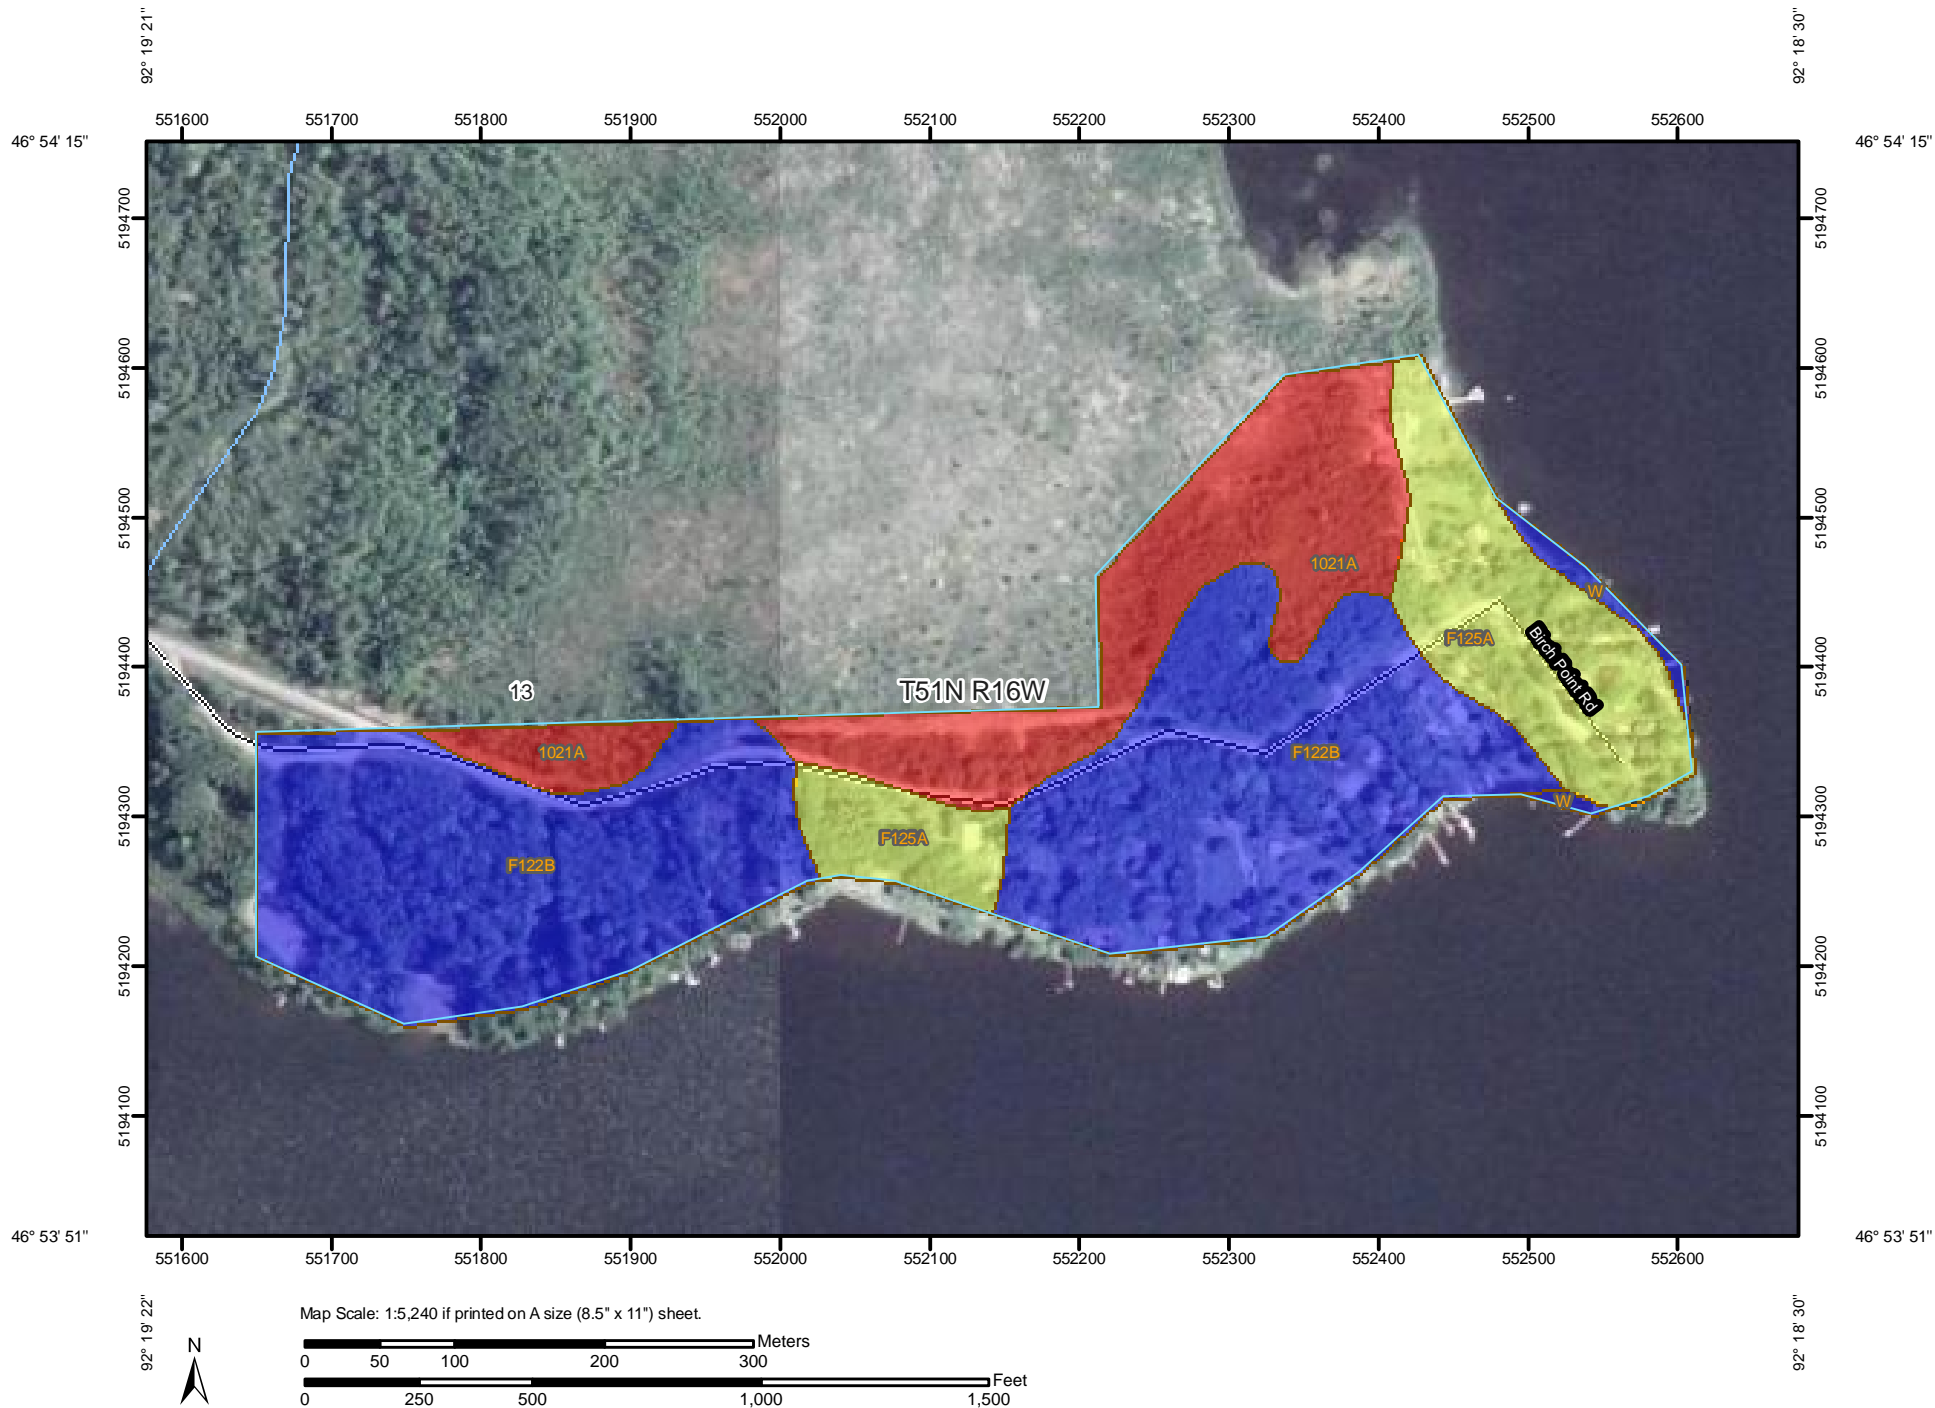 92° 19' 21"
92° 18' 30"
551600 551700 551800 551900 552000 552100 552200 552300 552400 552500 552600
46° 54' 15"
46° 54' 15"
5194700
5194700
5194600
5194600
5194500
5194500
1021A
W
5194400
5194400
F125A
Birch Point Rd
13
T51N R16W
1021A
F122B
5194300
5194300
W
F125A
F122B
5194200
5194200
5194100
5194100
46° 53' 51"
46° 53' 51"
551600 551700 551800 551900 552000 552100 552200 552300 552400 552500 552600
92° 19' 22"
92° 18' 30"
Map Scale: 1:5,240 if printed on A size (8.5" x 11") sheet.
N
Meters
0 50 100 200 300
Feet
0 250 500 1,000 1,500